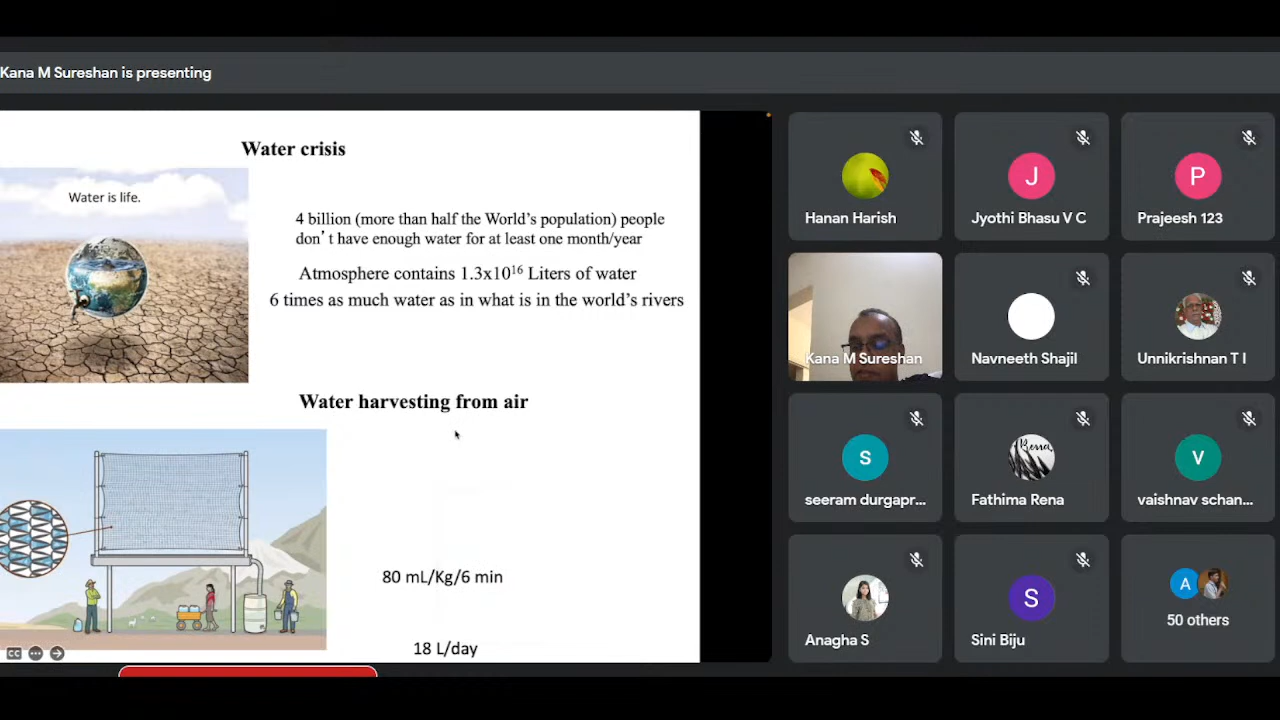 Kana M Sureshan is presenting
Water crisis
Water is life.
4 billion (more than half the World's population) people
don't have enough water for at least one month/year
Atmosphere contains 1.3x10¹⁶ Liters of water
6 times as much water as in what is in the world's rivers
Water harvesting from air
80 mL/Kg/6 min
18 L/day
CC
Hanan Harish
J
Jyothi Bhasu V C
P
Prajeesh 123
Kana M Sureshan
Navneeth Shajil
Unnikrishnan T I
S
seeram durgapr...
Rena
Fathima Rena
V
vaishnav schan...
Anagha S
S
Sini Biju
A
50 others